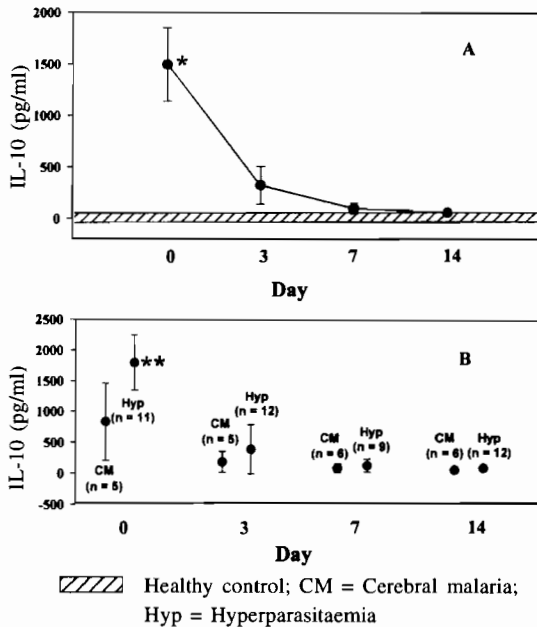 2000
A
1500
*
1000
500
0
IL-10 (pg/ml)
0 3 7 14
Day
2500
B
2000
**
1500
Hyp
(n = 11)
Hyp
(n = 12)
1000
CM
(n = 5)
CM
(n = 6)
Hyp
(n = 9)
CM
(n = 6)
Hyp
(n = 12)
500
0
CM
(n = 5)
-500
IL-10 (pg/ml)
0 3 7 14
Day
Healthy control; CM = Cerebral malaria;
Hyp = Hyperparasitaemia